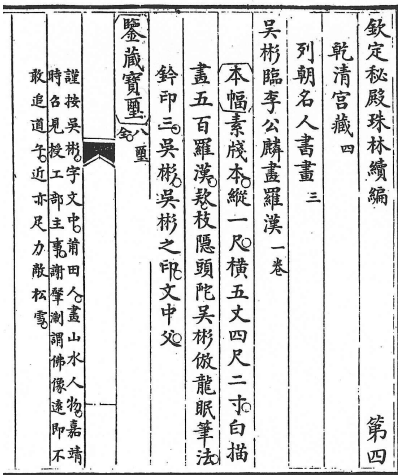 欽定秘殿珠林續編 第四
乾清宮藏 四
列朝名人書畫 三
吳彬臨李公麟畫羅漢 一卷
本幅 素牋本。縱一尺。橫五丈四尺二寸。白描
畫五百羅漢。款。枝隱頭陀吳彬倣龍眠筆法。
鈐印三。吳彬。吳彬之印。文中父。
鑒藏寶璽 八璽全。
謹按吳彬。字文中。莆田人。畫山水人物。嘉靖
時召見授工部主事。謝肇淛謂佛像遠即不
敢追道子。近亦足力敵松雪。